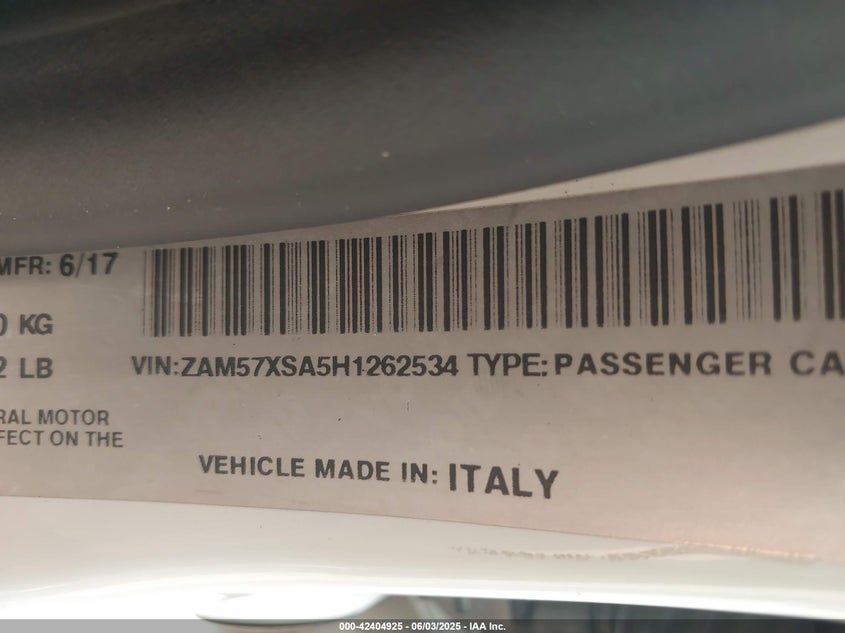 MFR: 6/17
0 KG
2 LB
VIN:ZAM57XSA5H1262534 TYPE:PASSENGER CA
RAL MOTOR
FECT ON THE
VEHICLE MADE IN: ITALY
000-42404925 - 06/03/2025 - IAA Inc.